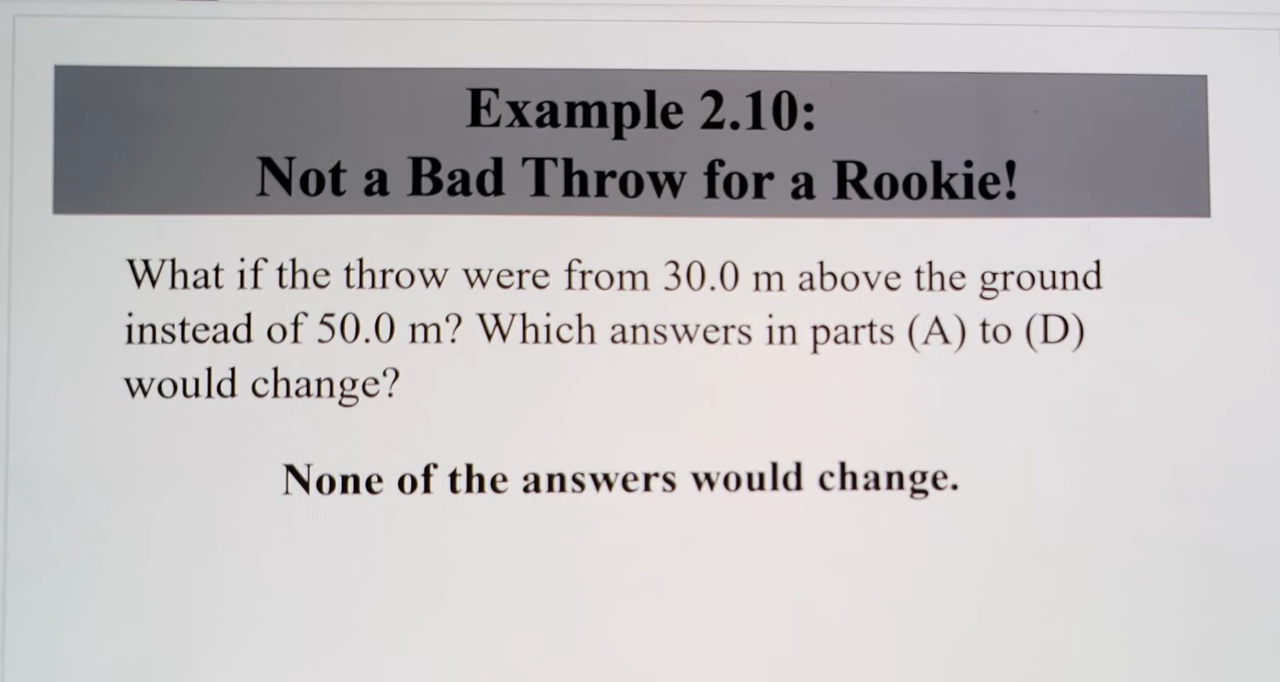 Example 2.10:
Not a Bad Throw for a Rookie!
What if the throw were from 30.0 m above the ground
instead of 50.0 m? Which answers in parts (A) to (D)
would change?
None of the answers would change.